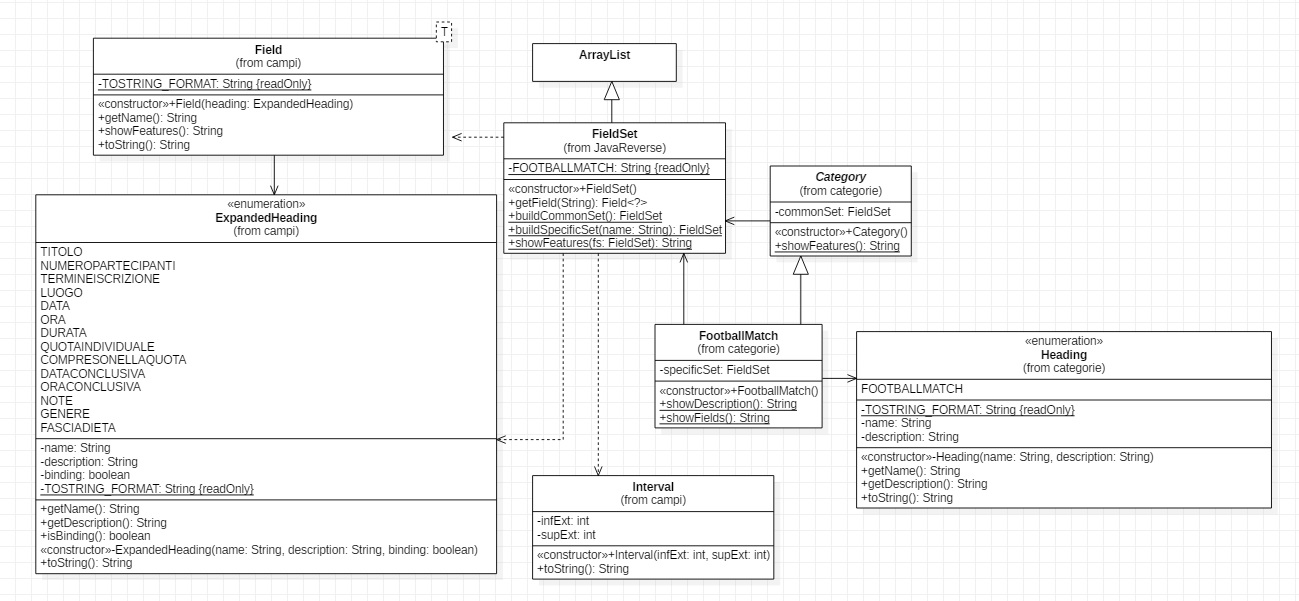 T
Field
(from campi)
-TOSTRING_FORMAT: String {readOnly}
«constructor»+Field(heading: ExpandedHeading)
+getName(): String
+showFeatures(): String
+toString(): String
ArrayList
FieldSet
(from JavaReverse)
-FOOTBALLMATCH: String {readOnly}
«constructor»+FieldSet()
+getField(String): Field<?>
+buildCommonSet(): FieldSet
+buildSpecificSet(name: String): FieldSet
+showFeatures(fs: FieldSet): String
Category
(from categorie)
-commonSet: FieldSet
«constructor»+Category()
+showFeatures(): String
«enumeration»
ExpandedHeading
(from campi)
TITOLO
NUMEROPARTECIPANTI
TERMINEISCRIZIONE
LUOGO
DATA
ORA
DURATA
QUOTAINDIVIDUALE
COMPRESONELLAQUOTA
DATACONCLUSIVA
ORACONCLUSIVA
NOTE
GENERE
FASCIADIETA
-name: String
-description: String
-binding: boolean
-TOSTRING_FORMAT: String {readOnly}
+getName(): String
+getDescription(): String
+isBinding(): boolean
«constructor»-ExpandedHeading(name: String, description: String, binding: boolean)
+toString(): String
FootballMatch
(from categorie)
-specificSet: FieldSet
«constructor»+FootballMatch()
+showDescription(): String
+showFields(): String
«enumeration»
Heading
(from categorie)
FOOTBALLMATCH
-TOSTRING_FORMAT: String {readOnly}
-name: String
-description: String
«constructor»-Heading(name: String, description: String)
+getName(): String
+getDescription(): String
+toString(): String
Interval
(from campi)
-infExt: int
-supExt: int
«constructor»+Interval(infExt: int, supExt: int)
+toString(): String